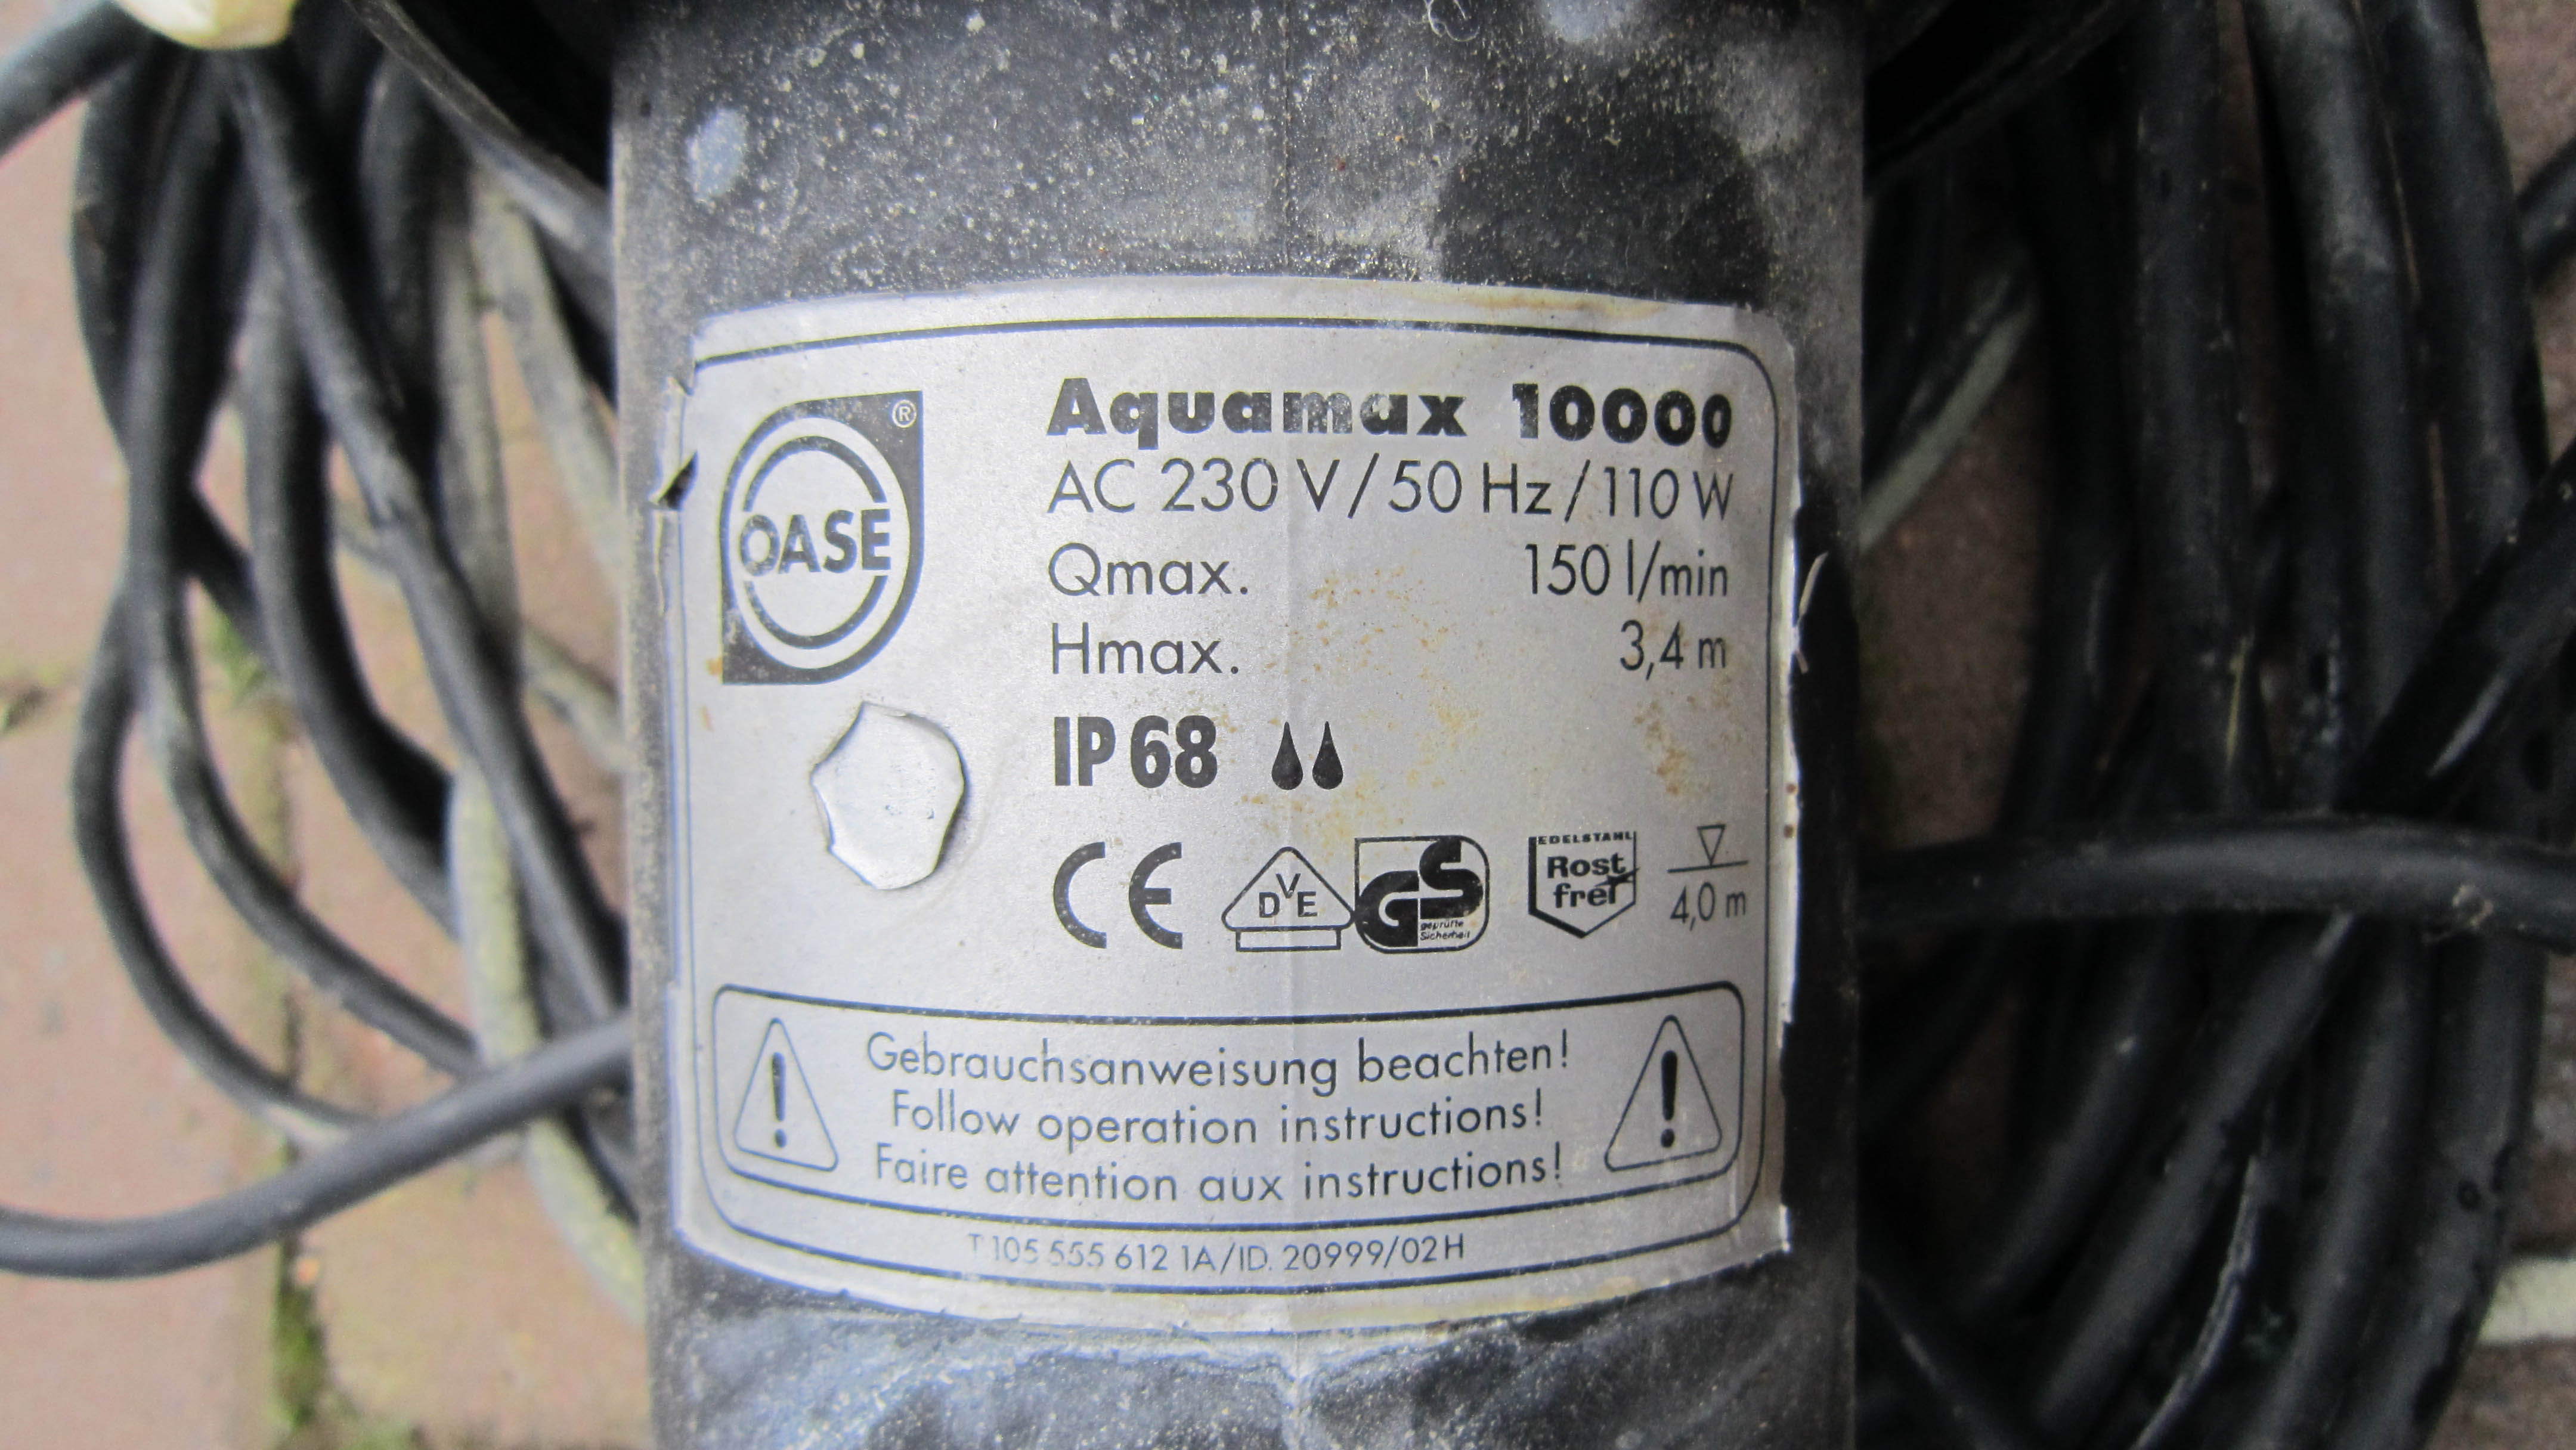 ®
OASE
Aquamax 10000
AC 230 V/50 Hz/110 W
Qmax. 150 l/min
Hmax. 3,4 m
IP 68
CE
DVE
GS
geprüfte
Sicherheit
EDELSTAHL
Rost
frei
4,0 m
Gebrauchsanweisung beachten!
Follow operation instructions!
Faire attention aux instructions!
T 105 555 612 1A/ID. 20999/02H